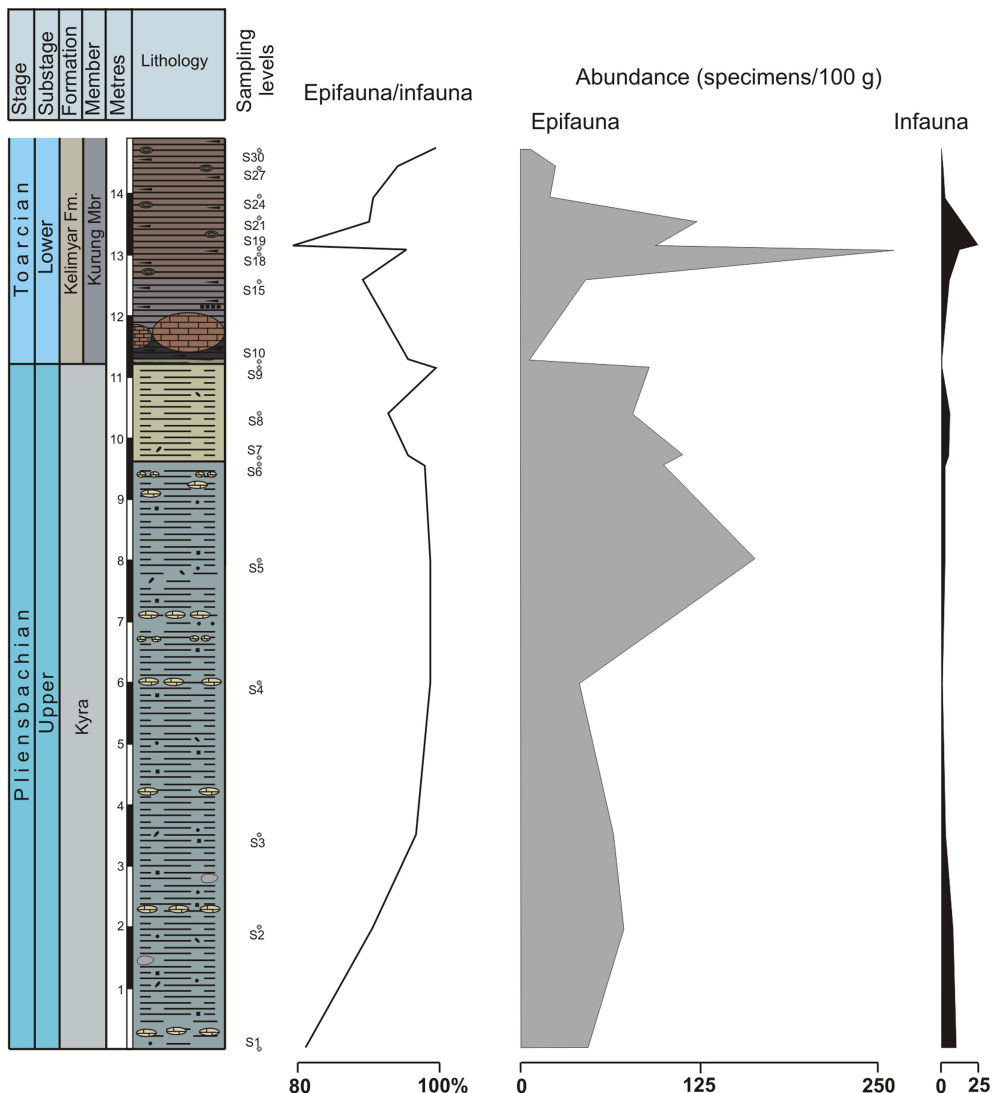 Stage
Substage
Formation
Member
Metres
Lithology
Sampling
levels
Epifauna/infauna
Abundance (specimens/100 g)
Epifauna
Infauna
Toarcian
Lower
Kelimyar Fm.
Kurung Mbr
Pliensbachian
Upper
Kyra
14
13
12
11
10
9
8
7
6
5
4
3
2
1
S30
S27
S24
S21
S19
S18
S15
S10
S9
S8
S7
S6
S5
S4
S3
S2
S1
80
100%
0
125
250
0
25